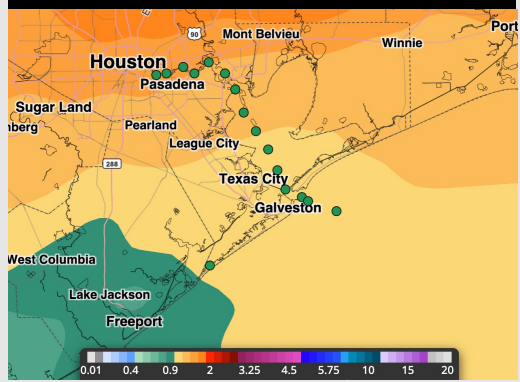 90
Mont Belvieu
Port
Winnie
Houston
Pasadena
Sugar Land
nberg
Pearland
League City
288
Texas City
Galveston
West Columbia
Lake Jackson
Freeport
0.01 0.4 0.9 2 3.25 4.5 5.75 10 15 20